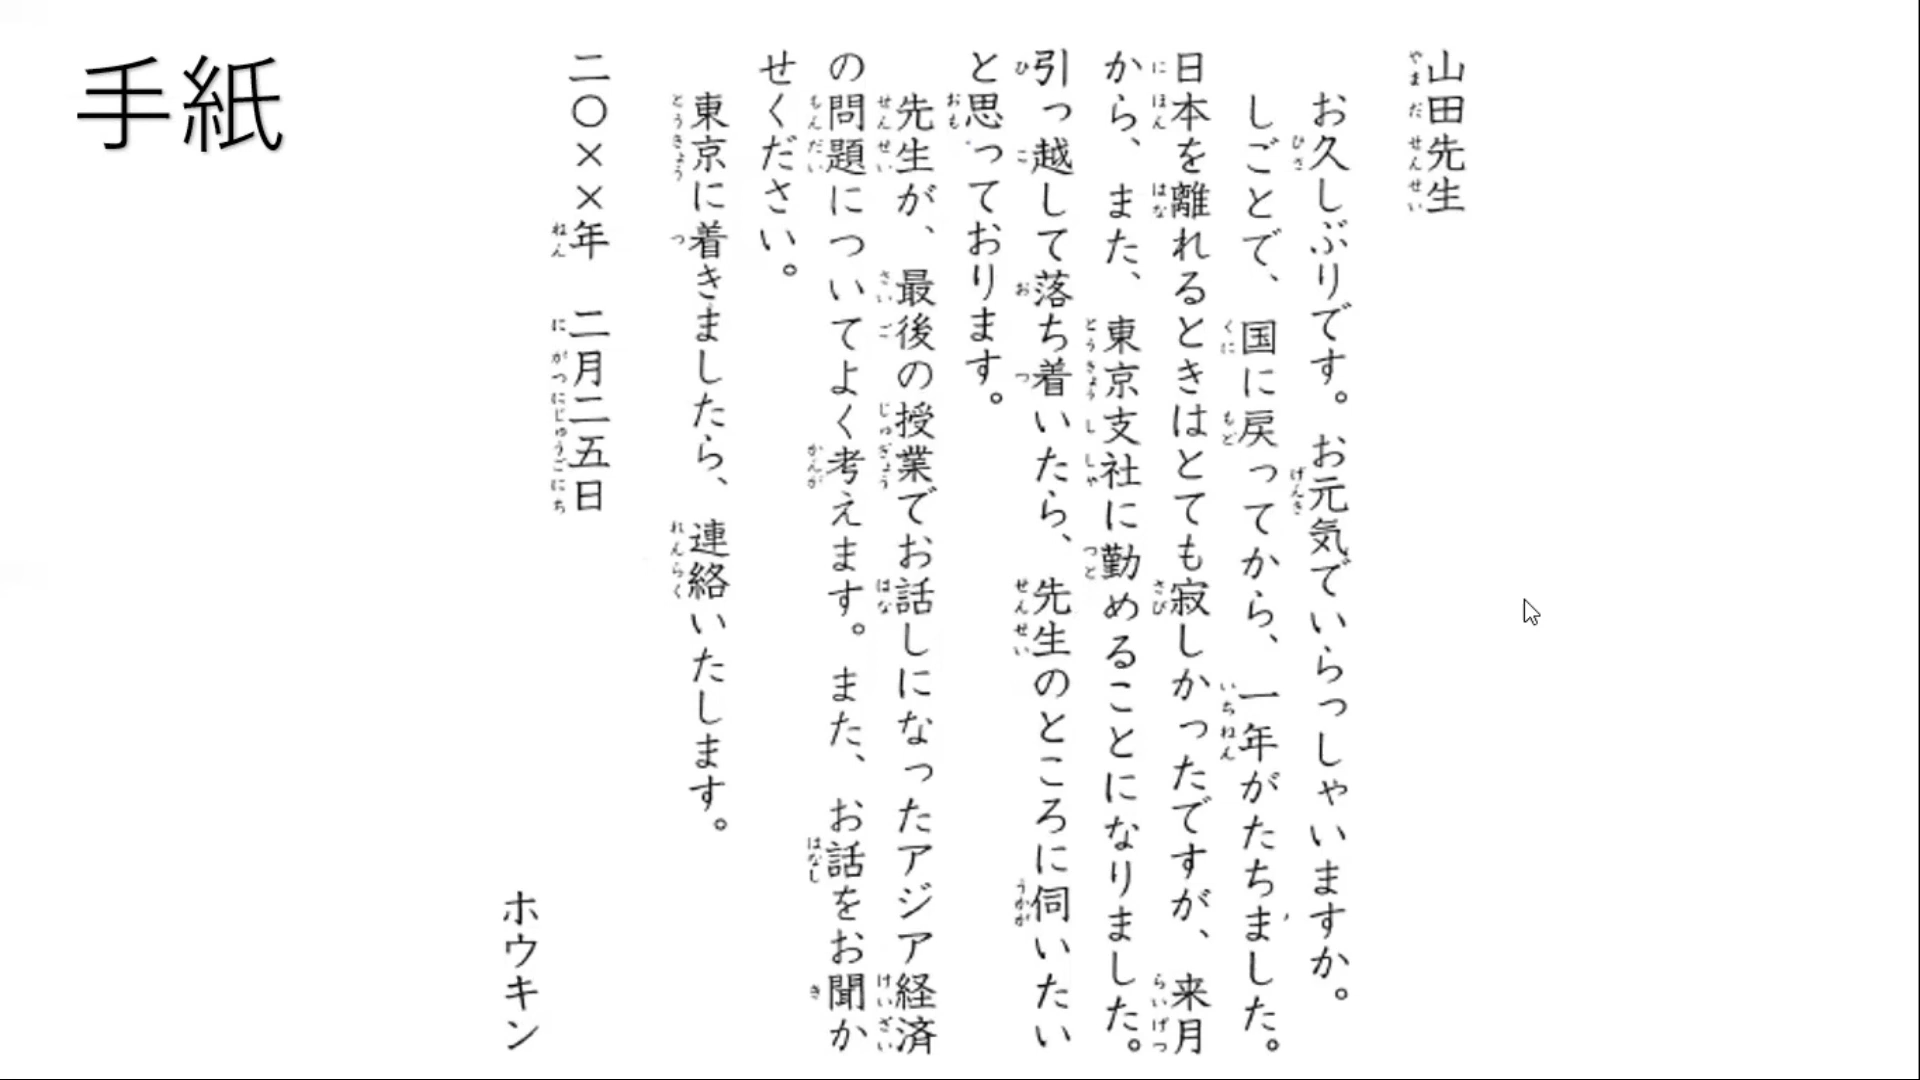 手紙
山田先生
お久しぶりです。お元気でいらっしゃいますか。
しごとで、国に戻ってから、一年がたちました。
日本を離れるときはとても寂しかったですが、来月
から、また、東京支社に勤めることになりました。
引っ越して落ち着いたら、先生のところに伺いたい
と思っております。
先生が、最後の授業でお話しになったアジア経済
の問題についてよく考えます。また、お話をお聞か
せください。
東京に着きましたら、連絡いたします。
二〇××年 二月二五日
ホウキン